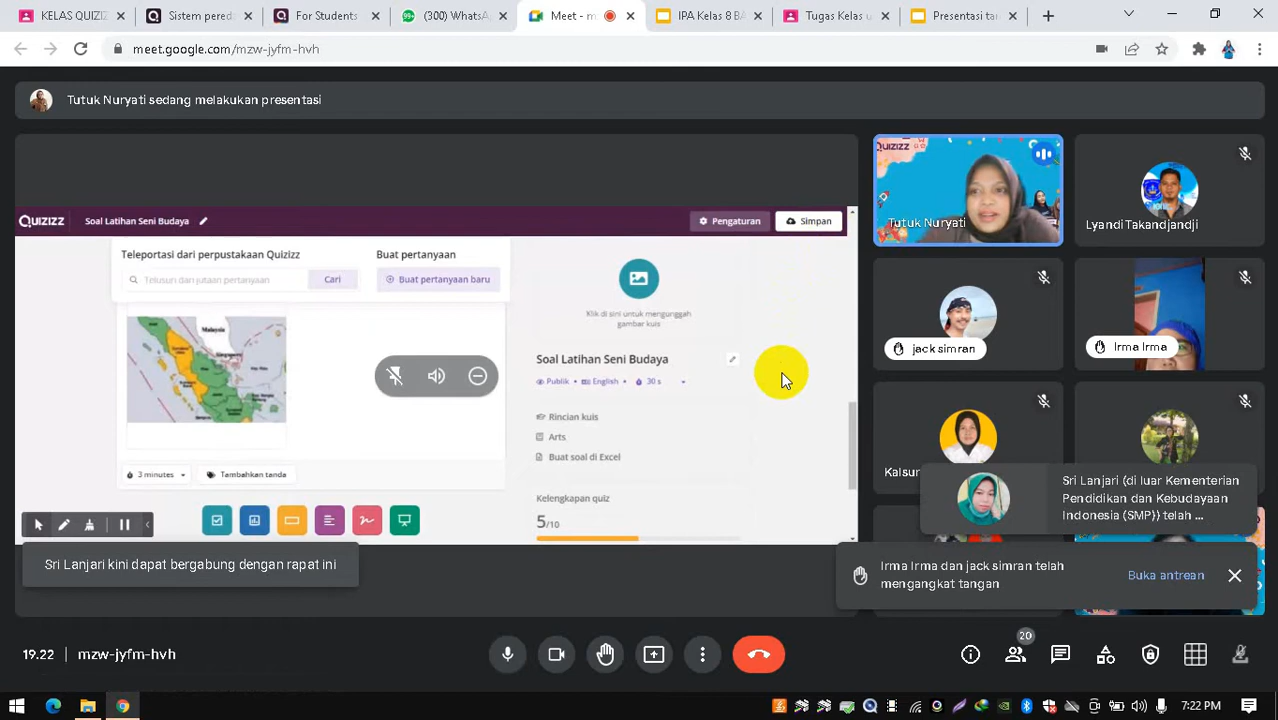 KELAS QUIZIZ
Sistem pered
For Student
(300) WhatsA
Meet - m
IPA Kelas 8 BA
Tugas Kelas u
Presentasi ta
meet.google.com/mzw-jyfm-hvh
Tutuk Nuryati sedang melakukan presentasi
QUIZIZZ
Soal Latihan Seni Budaya
Pengaturan
Simpan
Teleportasi dari perpustakaan Quizizz
Buat pertanyaan
Telusuri dari jutaan pertanyaan
Cari
Buat pertanyaan baru
Malaysia
3 minutes
Tambahkan tanda
Klik di sini untuk mengunggah
gambar kuis
Soal Latihan Seni Budaya
Publik • English • 30 s
Rincian kuis
Arts
Buat soal di Excel
Kelengkapan quiz
5/10
QUIZIZZ
Tutuk Nuryati
Lyandi Takandjandji
jack simran
Irma Irma
Kalsun
Sri Lanjari (di luar Kementerian
Pendidikan dan Kebudayaan
Indonesia (SMP)) telah ...
Sri Lanjari kini dapat bergabung dengan rapat ini
Irma Irma dan jack simran telah
mengangkat tangan
Buka antrean
19.22 | mzw-jyfm-hvh
20
7:22 PM